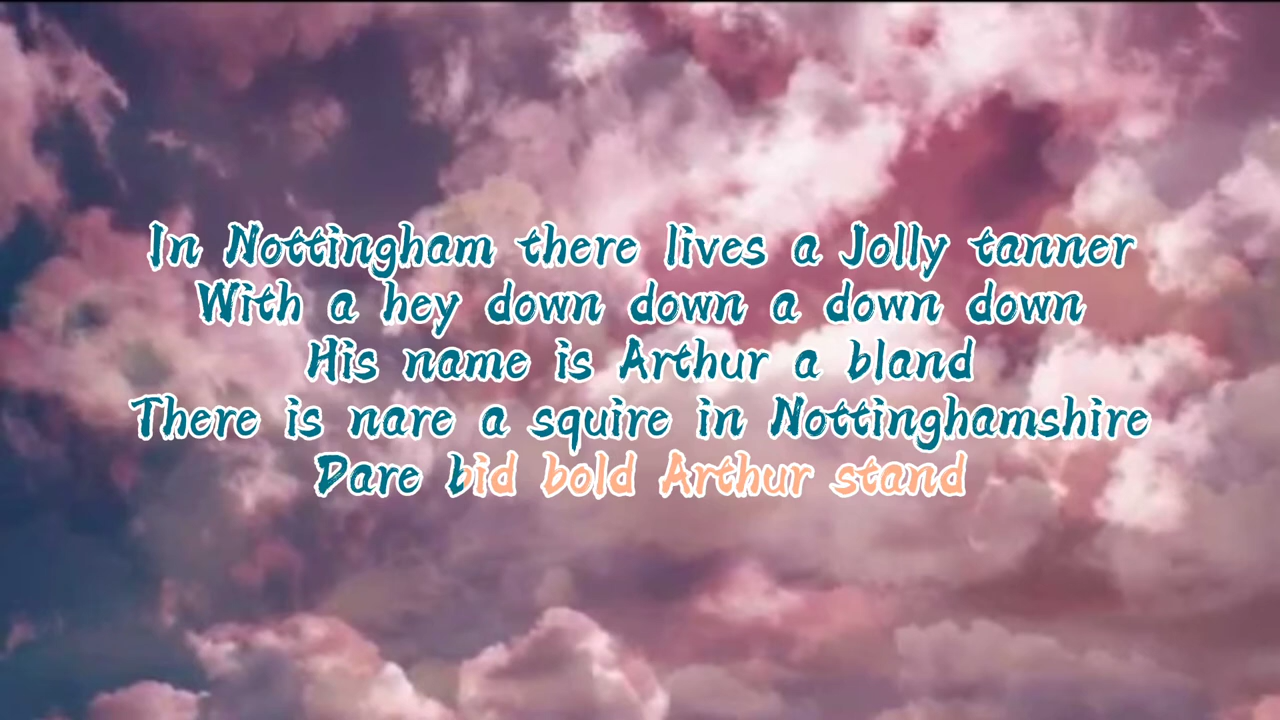 In Nottingham there lives a Jolly tanner
With a hey down down a down down
His name is Arthur a bland
There is nare a squire in Nottinghamshire
Dare bid bold Arthur stand